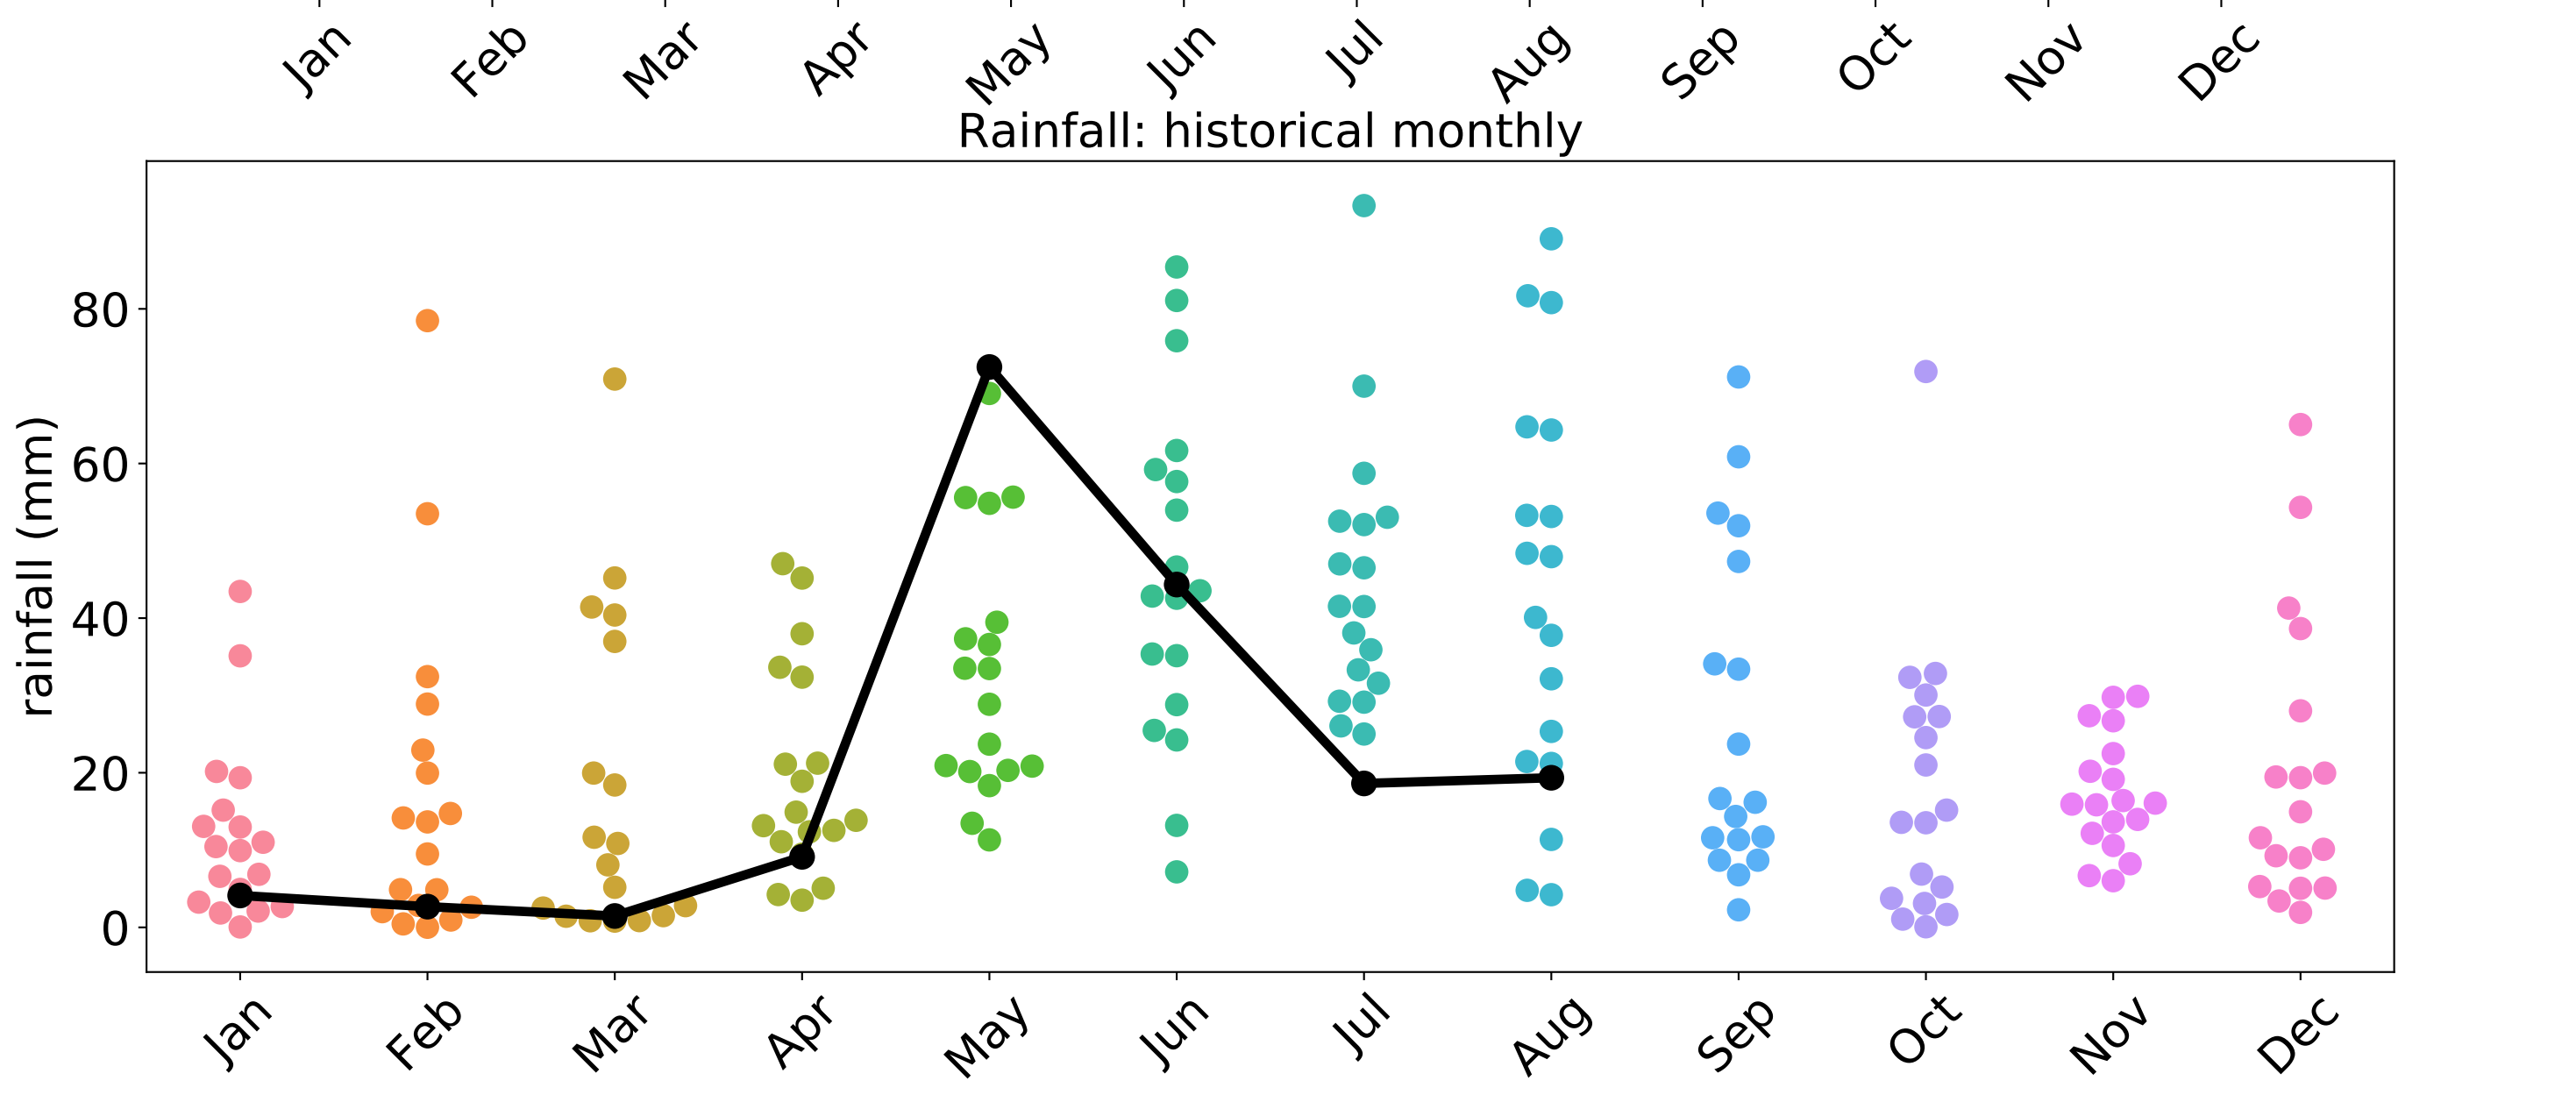 Jan Feb Mar Apr May Jun Jul Aug Sep Oct Nov Dec
Rainfall: historical monthly
rainfall (mm)
80
60
40
20
0
Jan Feb Mar Apr May Jun Jul Aug Sep Oct Nov Dec